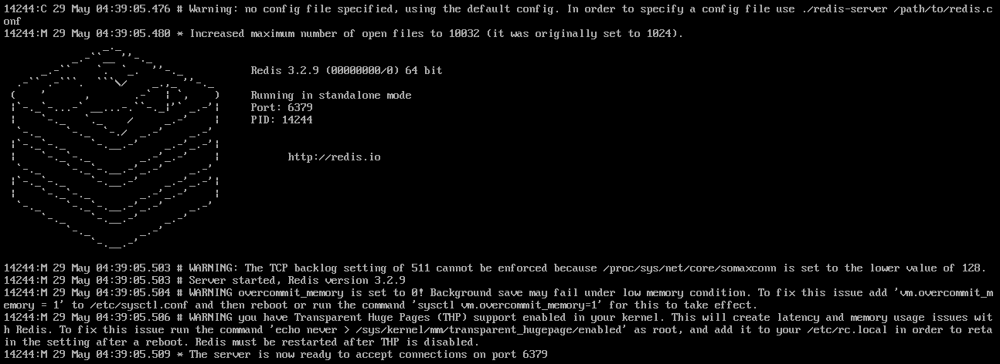 14244:C 29 May 04:39:05.476 # Warning: no config file specified, using the default config. In order to specify a config file use ./redis-server /path/to/redis.c
onf
14244:M 29 May 04:39:05.480 * Increased maximum number of open files to 10032 (it was originally set to 1024).
Redis 3.2.9 (00000000/0) 64 bit
Running in standalone mode
Port: 6379
PID: 14244
http://redis.io
14244:M 29 May 04:39:05.503 # WARNING: The TCP backlog setting of 511 cannot be enforced because /proc/sys/net/core/somaxconn is set to the lower value of 128.
14244:M 29 May 04:39:05.503 # Server started, Redis version 3.2.9
14244:M 29 May 04:39:05.504 # WARNING overcommit_memory is set to 0! Background save may fail under low memory condition. To fix this issue add 'vm.overcommit_m
emory = 1' to /etc/sysctl.conf and then reboot or run the command 'sysctl vm.overcommit_memory=1' for this to take effect.
14244:M 29 May 04:39:05.506 # WARNING you have Transparent Huge Pages (THP) support enabled in your kernel. This will create latency and memory usage issues wit
h Redis. To fix this issue run the command 'echo never > /sys/kernel/mm/transparent_hugepage/enabled' as root, and add it to your /etc/rc.local in order to reta
in the setting after a reboot. Redis must be restarted after THP is disabled.
14244:M 29 May 04:39:05.509 * The server is now ready to accept connections on port 6379